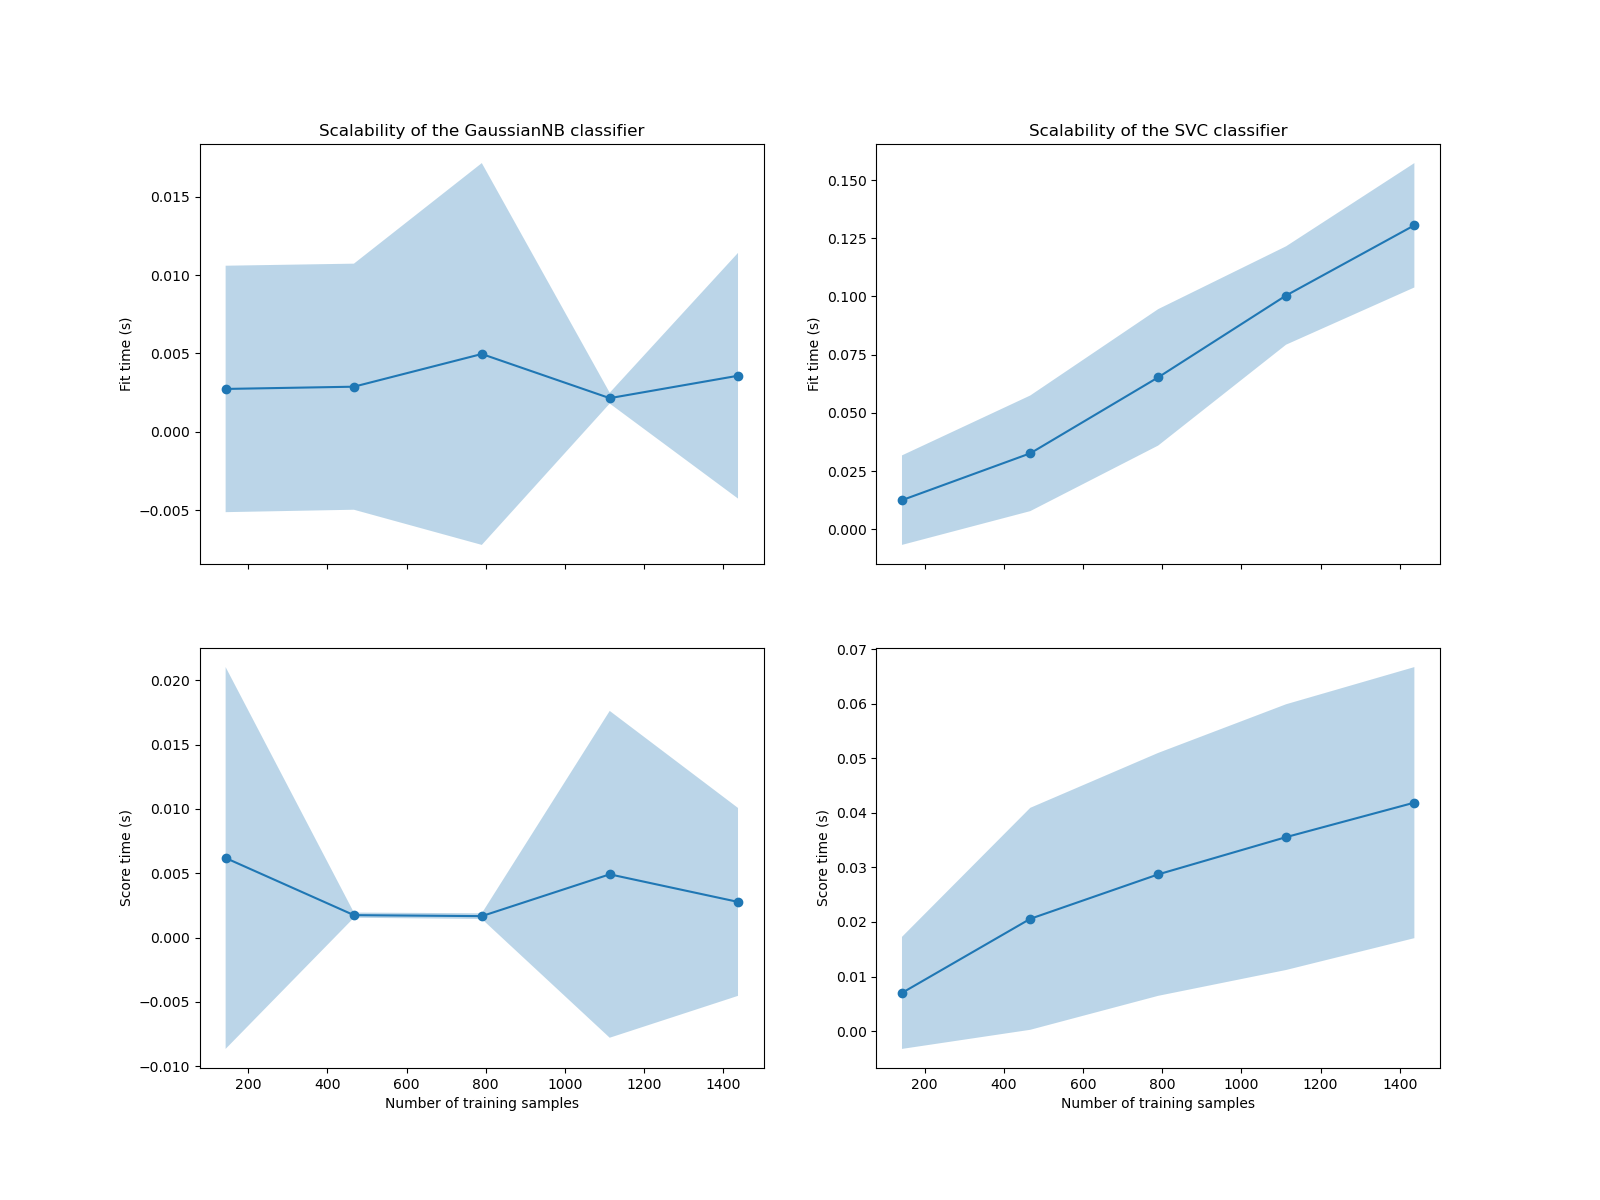 Scalability of the GaussianNB classifier
Scalability of the SVC classifier
0.015
0.010
0.005
0.000
−0.005
Fit time (s)
0.150
0.125
0.100
0.075
0.050
0.025
0.000
Fit time (s)
0.020
0.015
0.010
0.005
0.000
−0.005
−0.010
Score time (s)
200 400 600 800 1000 1200 1400
Number of training samples
0.07
0.06
0.05
0.04
0.03
0.02
0.01
0.00
Score time (s)
200 400 600 800 1000 1200 1400
Number of training samples